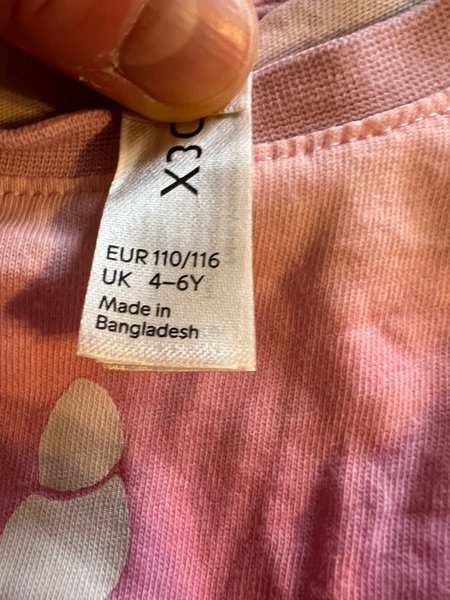 EUR 110/116
UK 4–6Y
Made in
Bangladesh